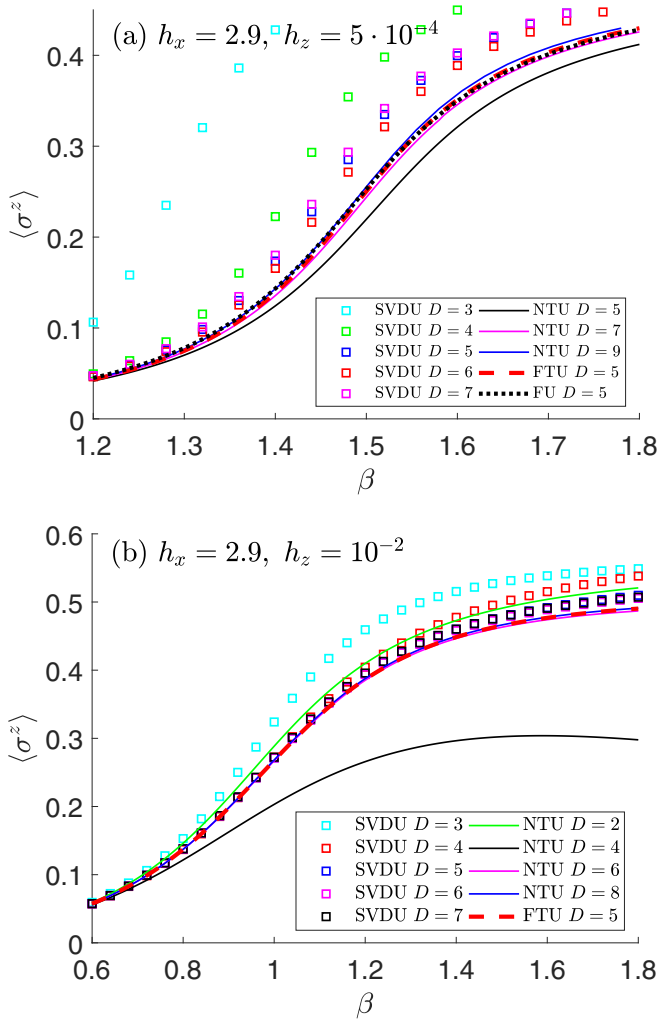 (a) hₓ = 2.9, h_z = 5 · 10⁻⁴
0.4
0.3
0.2
0.1
0
⟨σᶻ⟩
SVDU D = 3 NTU D = 5
SVDU D = 4 NTU D = 7
SVDU D = 5 NTU D = 9
SVDU D = 6 FTU D = 5
SVDU D = 7 FU D = 5
1.2 1.3 1.4 1.5 1.6 1.7 1.8
β
(b) hₓ = 2.9, h_z = 10⁻²
0.6
0.5
0.4
0.3
0.2
0.1
0
⟨σᶻ⟩
SVDU D = 3 NTU D = 2
SVDU D = 4 NTU D = 4
SVDU D = 5 NTU D = 6
SVDU D = 6 NTU D = 8
SVDU D = 7 FTU D = 5
0.6 0.8 1 1.2 1.4 1.6 1.8
β